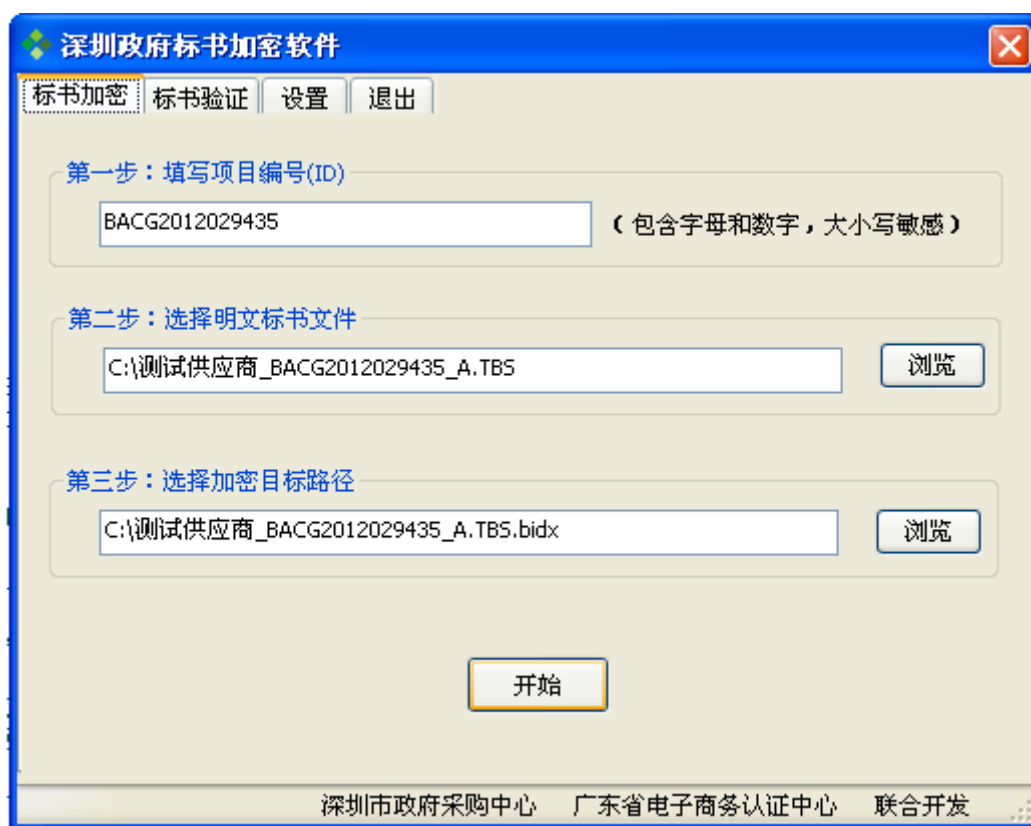 深圳政府标书加密软件
标书加密 标书验证 设置 退出
第一步：填写项目编号(ID)
BACG2012029435 （包含字母和数字，大小写敏感）
第二步：选择明文标书文件
C:\测试供应商_BACG2012029435_A.TBS 浏览
第三步：选择加密目标路径
C:\测试供应商_BACG2012029435_A.TBS.bidx 浏览
开始
深圳市政府采购中心 广东省电子商务认证中心 联合开发